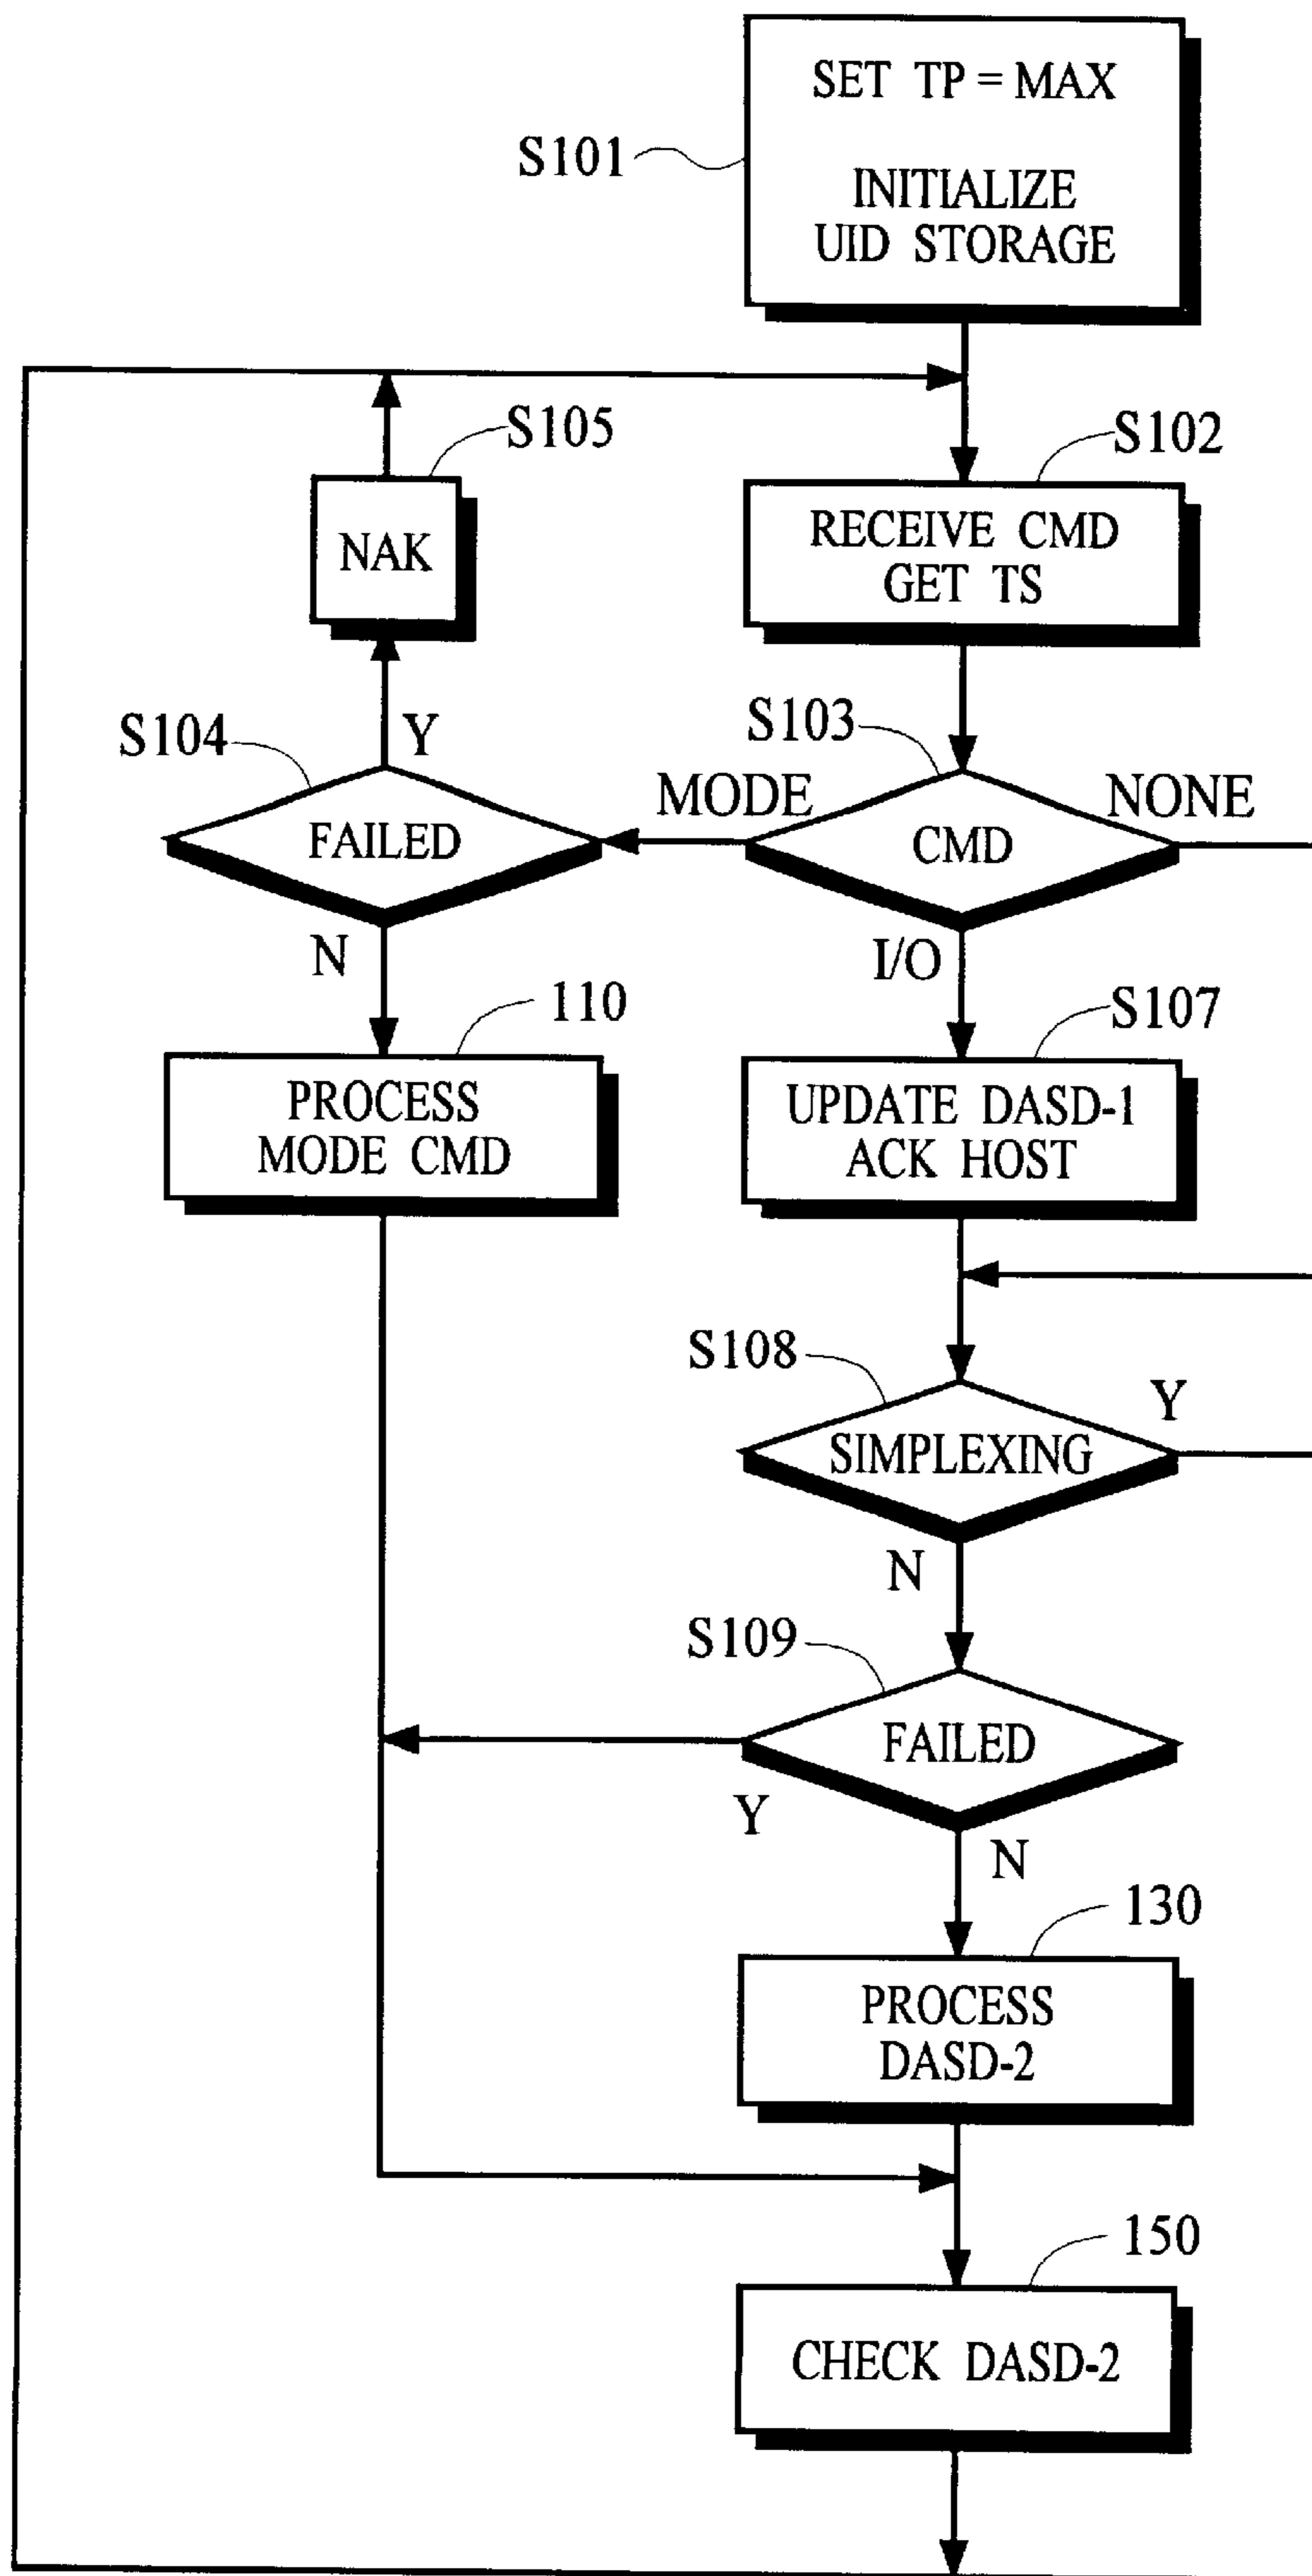 SET TP = MAX
S101
INITIALIZE
UID STORAGE
S105
S102
NAK
RECEIVE CMD
GET TS
S104
Y
S103
MODE
NONE
FAILED
CMD
N
I/O
110
S107
PROCESS
MODE CMD
UPDATE DASD-1
ACK HOST
S108
Y
SIMPLEXING
N
S109
FAILED
Y
N
130
PROCESS
DASD-2
150
CHECK DASD-2